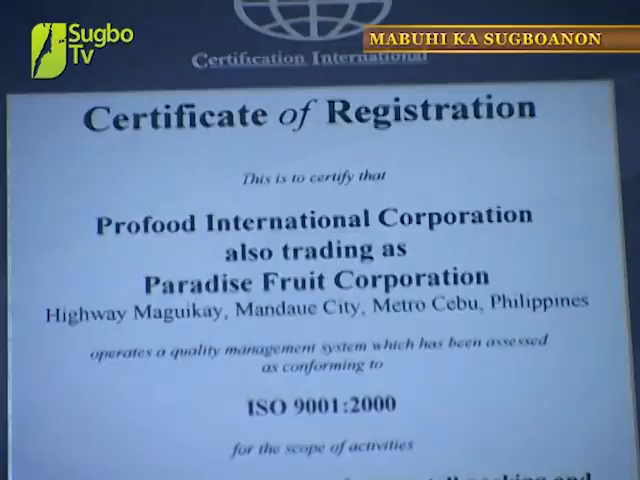 Sugbo
Tv
MABUHI KA SUGBOANON
Certification International
Certificate of Registration
This is to certify that
Profood International Corporation
also trading as
Paradise Fruit Corporation
Highway Maguikay, Mandaue City, Metro Cebu, Philippines
operates a quality management system which has been assessed
as conforming to
ISO 9001:2000
for the scope of activities